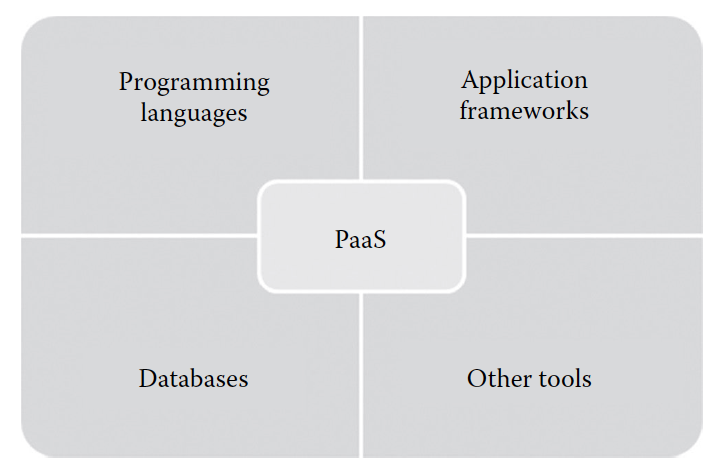 Programming
languages
Application
frameworks
PaaS
Databases
Other tools